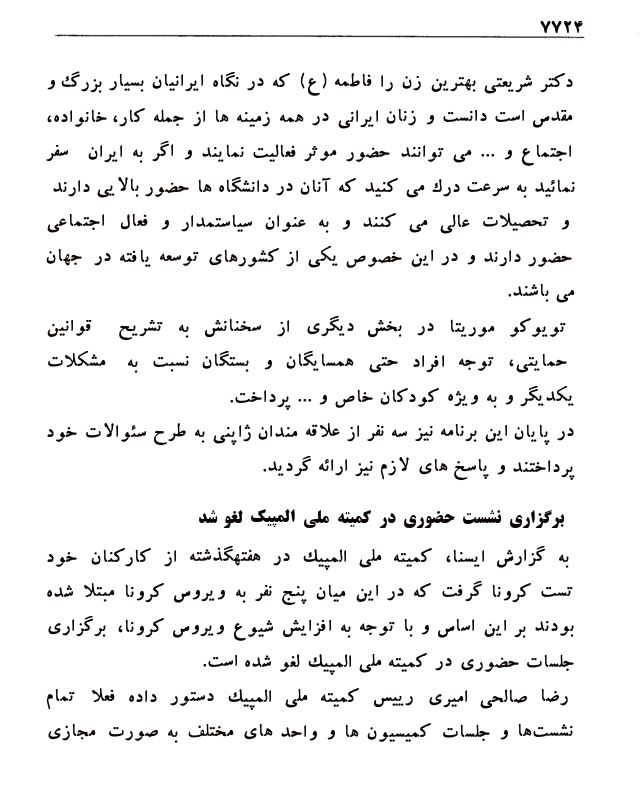 ۷۷۲۴
دکتر شریعتی بهترین زن را فاطمه (ع) که در نگاه ایرانیان بسیار بزرگ و
مقدس است دانست و زنان ایرانی در همه زمینه ها از جمله کار، خانواده،
اجتماع و ... می توانند حضور موثر فعالیت نمایند و اگر به ایران سفر
نمائید به سرعت درك می کنید که آنان در دانشگاه ها حضور بالایی دارند
و تحصیلات عالی می کنند و به عنوان سیاستمدار و فعال اجتماعی
حضور دارند و در این خصوص یکی از کشورهای توسعه یافته در جهان
می باشند.
تویوکو موریتا در بخش دیگری از سخنانش به تشریح قوانین
حمایتی، توجه افراد حتی همسایگان و بستگان نسبت به مشکلات
یکدیگر و به ویژه کودکان خاص و ... پرداخت.
در پایان این برنامه نیز سه نفر از علاقه مندان ژاپنی به طرح سئوالات خود
پرداختند و پاسخ های لازم نیز ارائه گردید.
برگزاری نشست حضوری در کمیته ملی المپیک لغو شد
به گزارش ایسنا، کمیته ملی المپیك در هفتهگذشته از کارکنان خود
تست کرونا گرفت که در این میان پنج نفر به ویروس کرونا مبتلا شده
بودند بر این اساس و با توجه به افزایش شیوع ویروس کرونا، برگزاری
جلسات حضوری در کمیته ملی المپیك لغو شده است.
رضا صالحی امیری رییس کمیته ملی المپیك دستور داده فعلا تمام
نشست‌ها و جلسات کمیسیون ها و واحد های مختلف به صورت مجازی